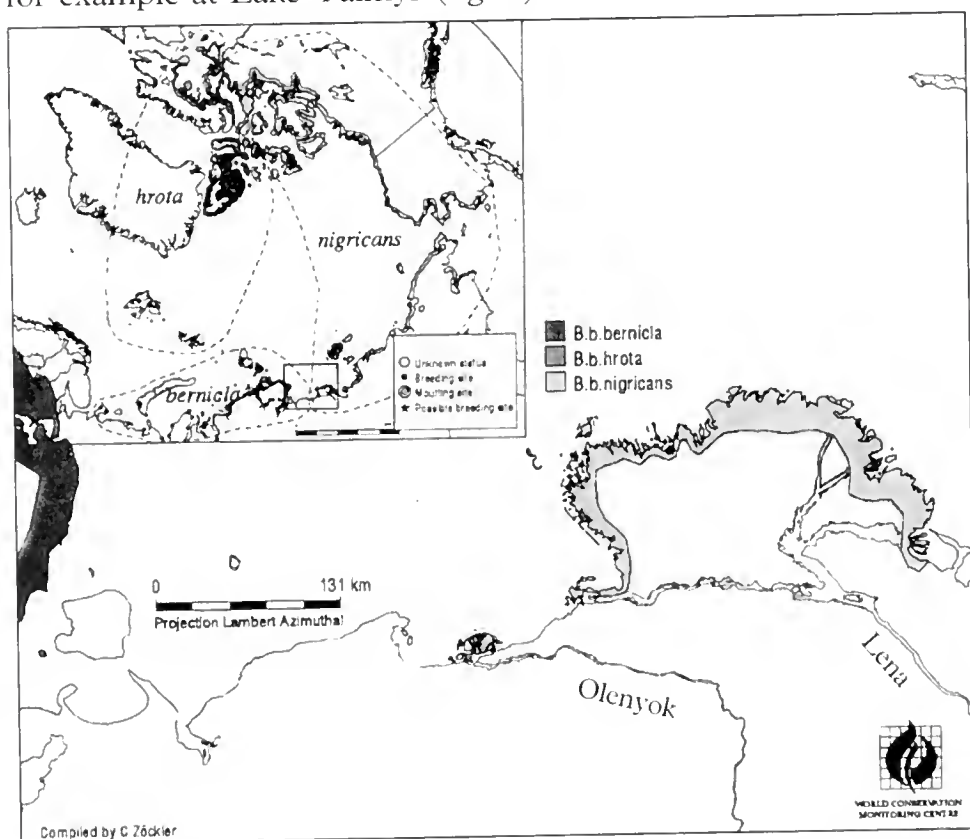 for example at Lake
hrota
nigricans
bernicla
Unknown status
Breeding site
Moulting site
Possible breeding site
B.b.bernicla
B.b.hrota
B.b.nigricans
0 131 km
Projection Lambert Azimuthal
Olenyok
Lena
WORLD CONSERVATION
MONITORING CENTRE
Compiled by C Zöckler